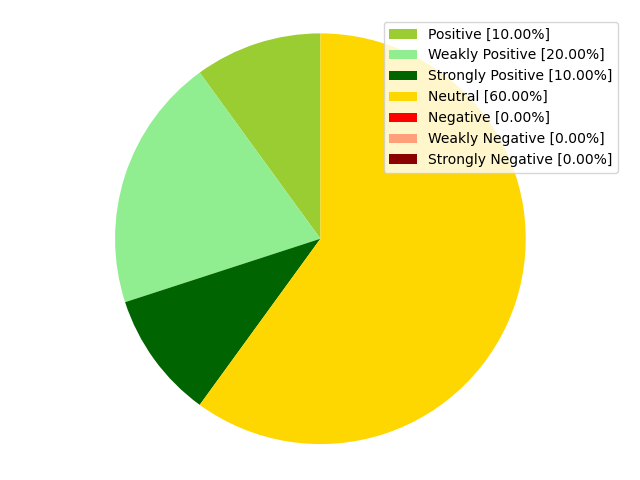 Positive [10.00%]
Weakly Positive [20.00%]
Strongly Positive [10.00%]
Neutral [60.00%]
Negative [0.00%]
Weakly Negative [0.00%]
Strongly Negative [0.00%]